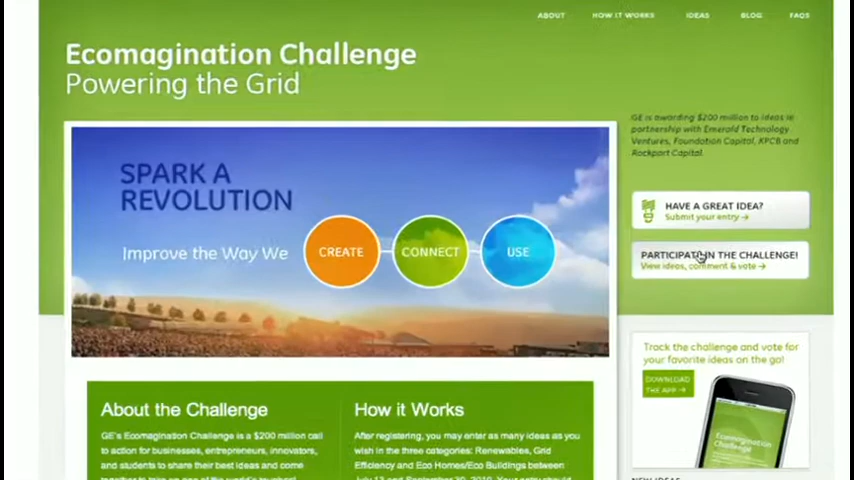 ABOUT HOW IT WORKS IDEAS BLOG FAQS
Ecomagination Challenge
Powering the Grid
GE is awarding $200 million to ideas in
partnership with Emerald Technology
Ventures, Foundation Capital, KPCB and
Rockport Capital.
SPARK A
REVOLUTION
Improve the Way We
CREATE
CONNECT
USE
HAVE A GREAT IDEA?
Submit your entry →
PARTICIPATE IN THE CHALLENGE!
View ideas, comment & vote →
Track the challenge and vote for
your favorite ideas on the go!
DOWNLOAD
THE APP →
Ecomagination
Challenge
About the Challenge
GE's Ecomagination Challenge is a $200 million call
to action for businesses, entrepreneurs, innovators,
and students to share their best ideas and come
How it Works
After registering, you may enter as many ideas as you
wish in the three categories: Renewables, Grid
Efficiency and Eco Homes/Eco Buildings between
NEW IDEAS